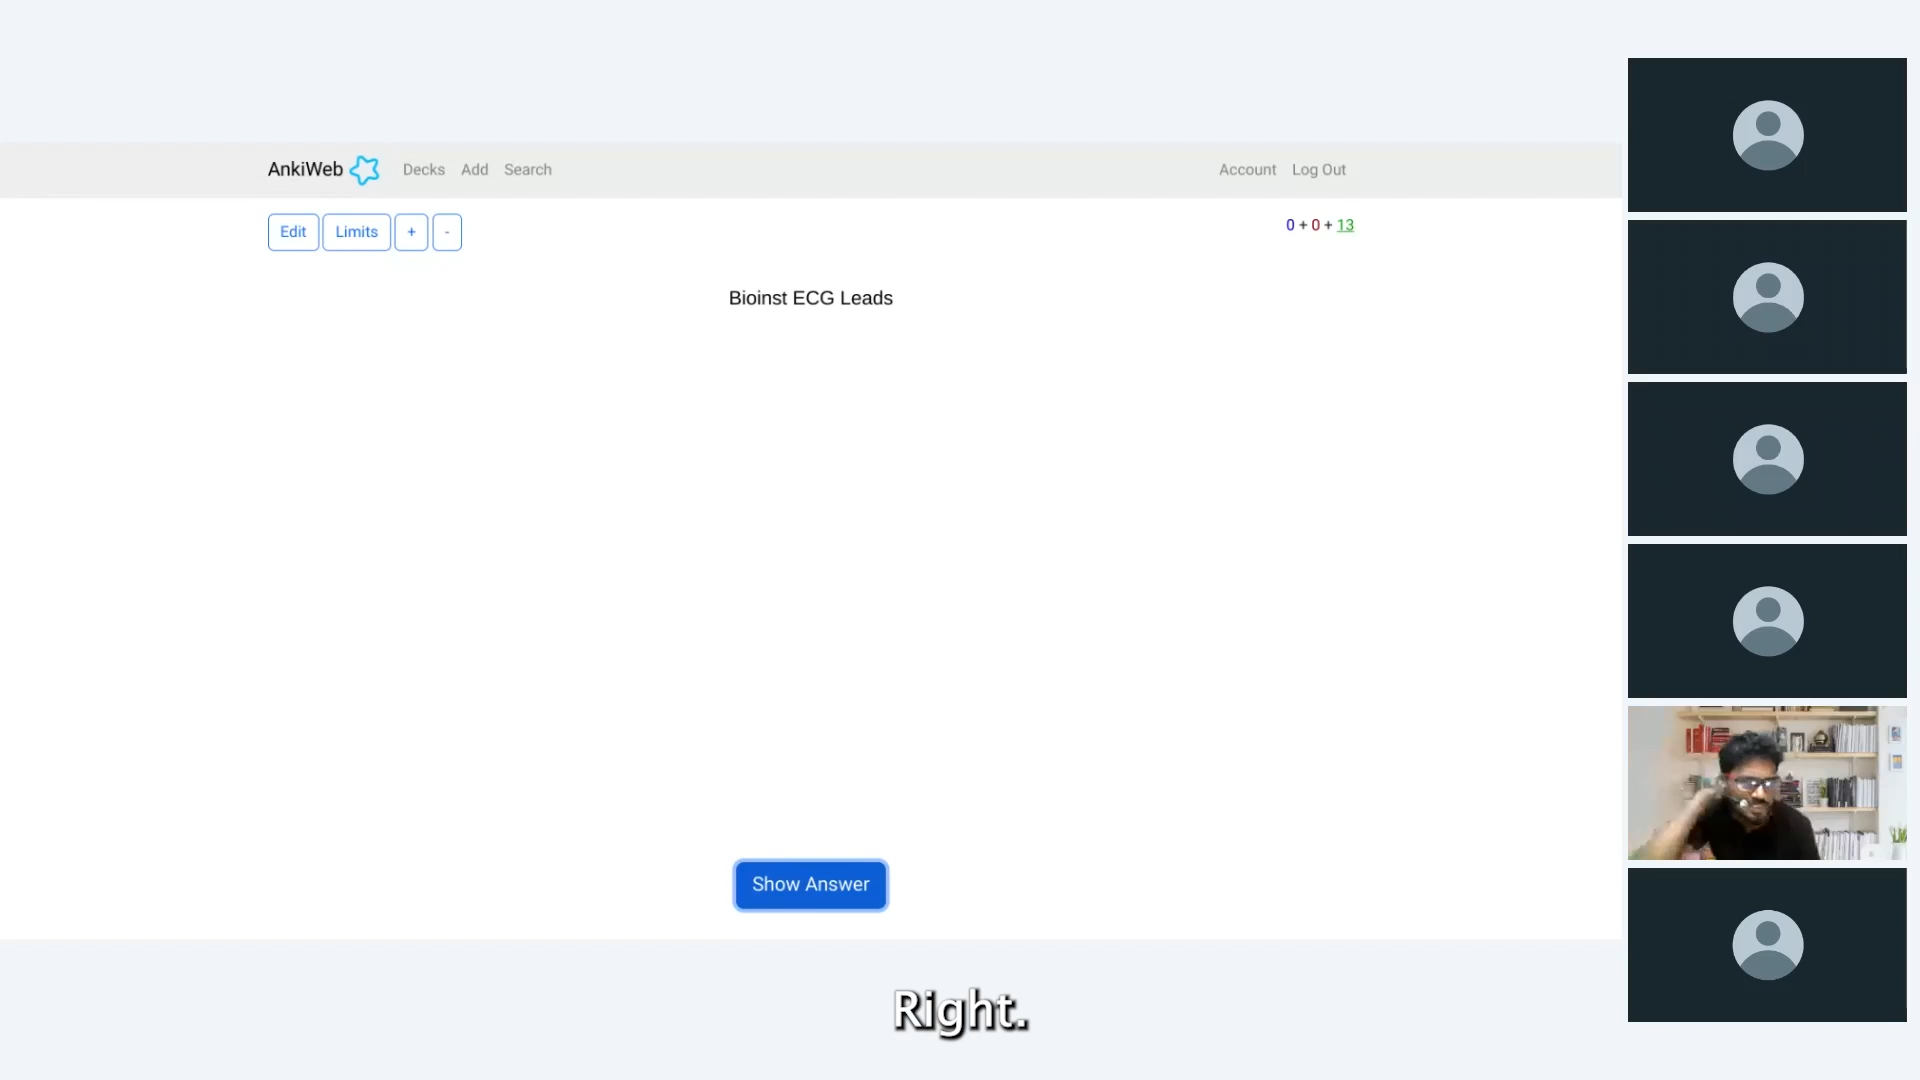 AnkiWeb Decks Add Search Account Log Out
Edit Limits + - 0 + 0 + 13
Bioinst ECG Leads
Show Answer
Right.